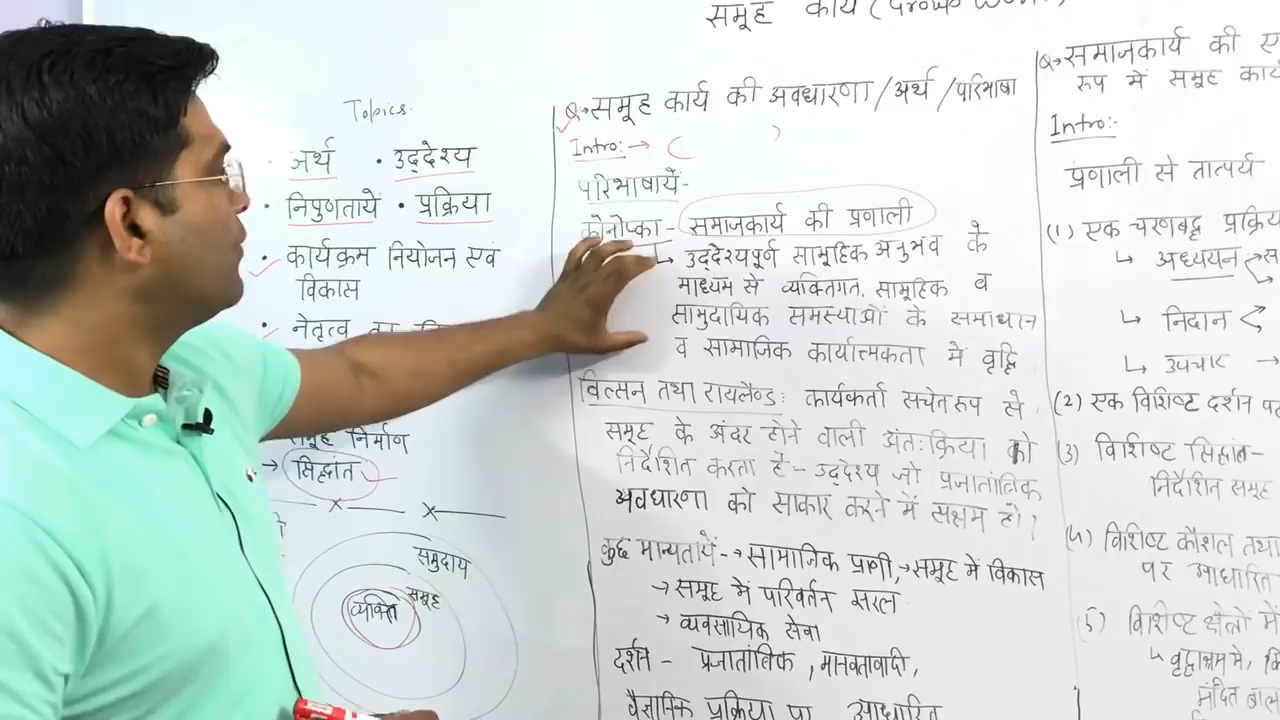 समूह कार्य (Group Work)
Topics.
• अर्थ • उद्देश्य
• निपुणतायें • प्रक्रिया
• कार्यक्रम नियोजन एवं
विकास
• नेतृत्व का
समूह निर्माण
→ सिद्धांत
समुदाय
समूह
व्यक्ति
Q→ समूह कार्य की अवधारणा/अर्थ/परिभाषा
Intro:→ ( )
परिभाषायें-
कोनोप्का- समाजकार्य की प्रणाली
↳ उद्देश्यपूर्ण सामूहिक अनुभव के
माध्यम से व्यक्तिगत, सामूहिक व
सामुदायिक समस्याओं के समाधान
व सामाजिक कार्यात्मकता में वृद्धि
विल्सन तथा रायलैण्ड: कार्यकर्ता सचेतरूप से
समूह के अंदर होने वाली अंतःक्रिया को
निर्देशित करता है - उद्देश्य जो प्रजातांत्रिक
अवधारणा को साकार करने में सक्षम हों।
कुछ मान्यतायें- → सामाजिक प्राणी, → समूह में विकास
→ समूह में परिवर्तन सरल
→ व्यवसायिक सेवा
दर्शन - प्रजातांत्रिक, मानवतावादी,
वैज्ञानिक प्रक्रिया पर आधारित
Q→ समाजकार्य की
रूप में समूह कार्य
Intro:-
प्रणाली से तात्पर्य
(1) एक चरणबद्ध प्रक्रिया
↳ अध्ययन
↳ निदान
↳ उपचार →
(2) एक विशिष्ट दर्शन पर
(3) विशिष्ट सिद्धांत-
निर्देशित समूह
(4) विशिष्ट कौशल तथा
पर आधारित
(5) विशिष्ट क्षेत्रों में
↳ वृद्धाश्रम में,
मंदित बाल